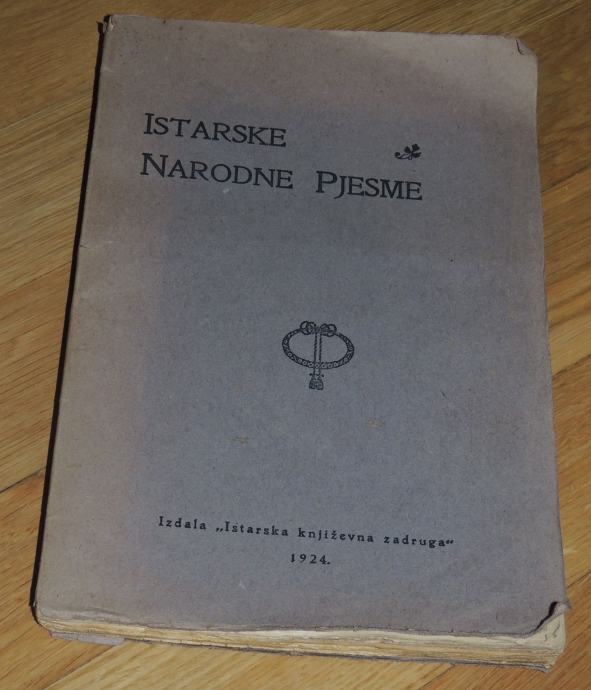 ISTARSKE
NARODNE PJESME
Izdala „Istarska književna zadruga“
1924.